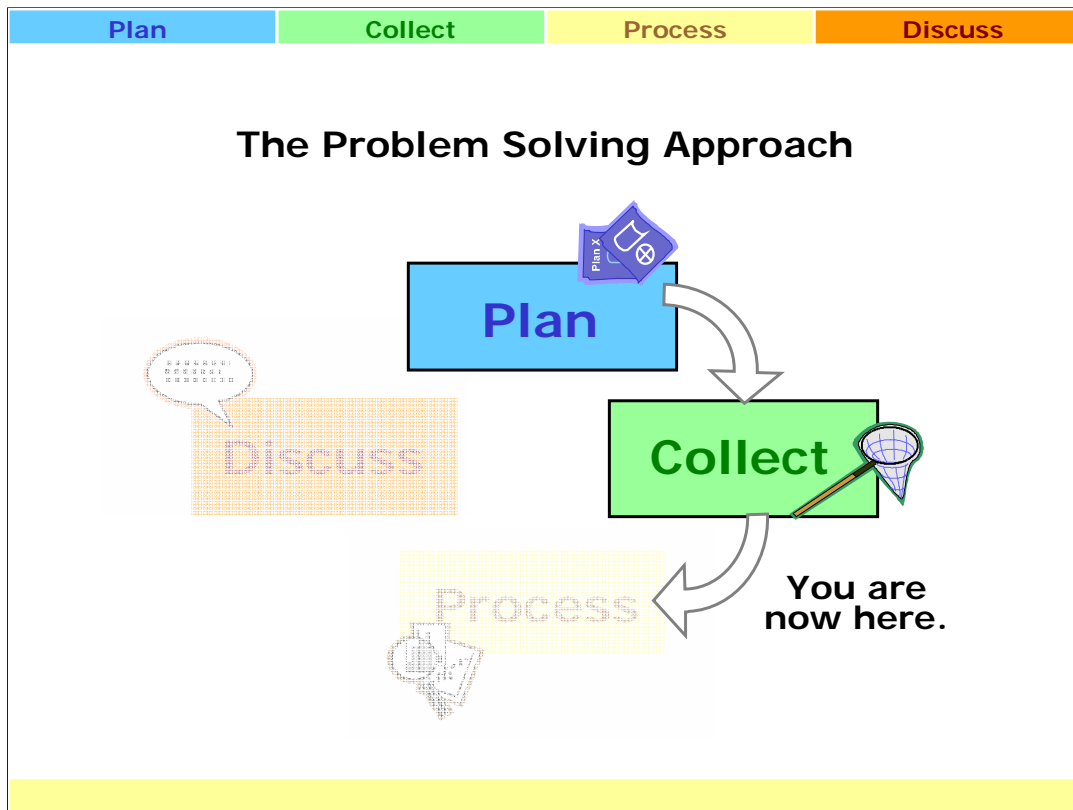 Plan
Collect
Process
Discuss
The Problem Solving Approach
Plan X
Plan
Discuss
Collect
Process
You are
now here.